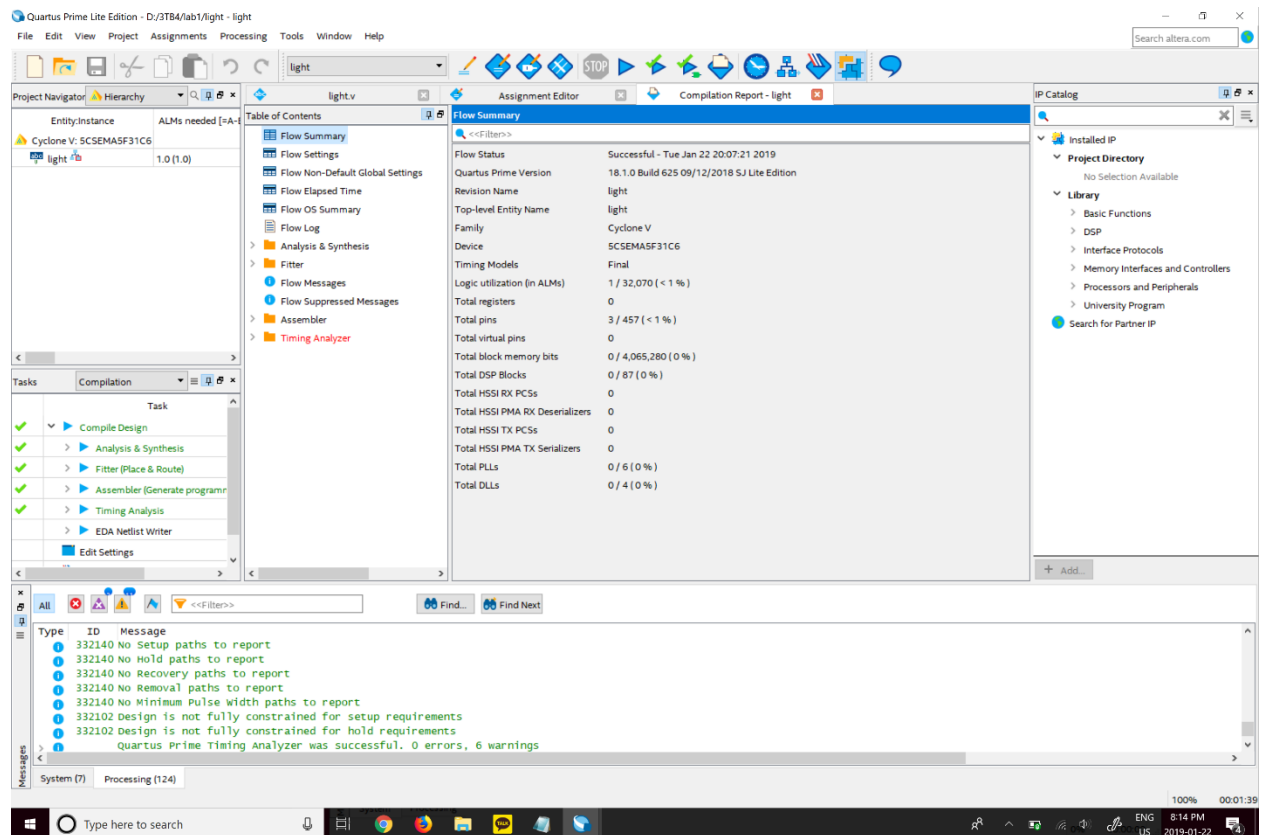 Quartus Prime Lite Edition - D:/3TB4/lab1/light - light
File Edit View Project Assignments Processing Tools Window Help
Search altera.com
light
STOP
Project Navigator Hierarchy
light.v
Assignment Editor
Compilation Report - light
IP Catalog
Entity:Instance ALMs needed [=A-B
Cyclone V: 5CSEMA5F31C6
light 1.0 (1.0)
Table of Contents
Flow Summary
Flow Settings
Flow Non-Default Global Settings
Flow Elapsed Time
Flow OS Summary
Flow Log
Analysis & Synthesis
Fitter
Flow Messages
Flow Suppressed Messages
Assembler
Timing Analyzer
Flow Summary
<<Filter>>
Flow Status Successful - Tue Jan 22 20:07:21 2019
Quartus Prime Version 18.1.0 Build 625 09/12/2018 SJ Lite Edition
Revision Name light
Top-level Entity Name light
Family Cyclone V
Device 5CSEMA5F31C6
Timing Models Final
Logic utilization (in ALMs) 1 / 32,070 ( < 1 % )
Total registers 0
Total pins 3 / 457 ( < 1 % )
Total virtual pins 0
Total block memory bits 0 / 4,065,280 ( 0 % )
Total DSP Blocks 0 / 87 ( 0 % )
Total HSSI RX PCSs 0
Total HSSI PMA RX Deserializers 0
Total HSSI TX PCSs 0
Total HSSI PMA TX Serializers 0
Total PLLs 0 / 6 ( 0 % )
Total DLLs 0 / 4 ( 0 % )
Installed IP
Project Directory
No Selection Available
Library
Basic Functions
DSP
Interface Protocols
Memory Interfaces and Controllers
Processors and Peripherals
University Program
Search for Partner IP
+ Add...
Tasks Compilation
Task
Compile Design
Analysis & Synthesis
Fitter (Place & Route)
Assembler (Generate programm
Timing Analysis
EDA Netlist Writer
Edit Settings
All <<Filter>> Find... Find Next
Type ID Message
332140 No Setup paths to report
332140 No Hold paths to report
332140 No Recovery paths to report
332140 No Removal paths to report
332140 No Minimum Pulse Width paths to report
332102 Design is not fully constrained for setup requirements
332102 Design is not fully constrained for hold requirements
Quartus Prime Timing Analyzer was successful. 0 errors, 6 warnings
Messages
System (7) Processing (124)
100% 00:01:39
Type here to search
TALK
ENG
US
8:14 PM
2019-01-22